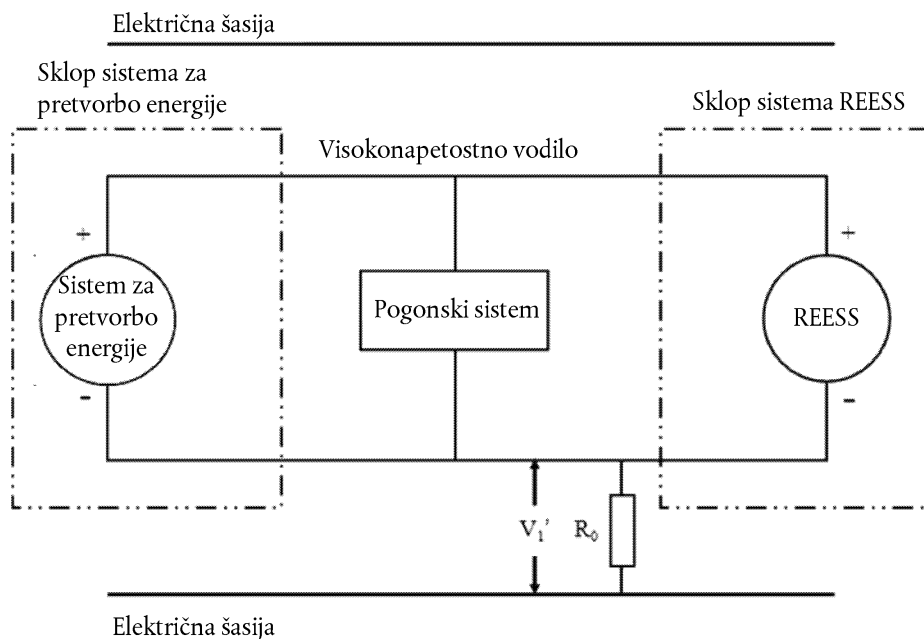 Električna šasija
Sklop sistema za
pretvorbo energije
Sklop sistema REESS
Visokonapetostno vodilo
+
+
Sistem za
pretvorbo
energije
Pogonski sistem
REESS
-
-
V₁’
R₀
Električna šasija